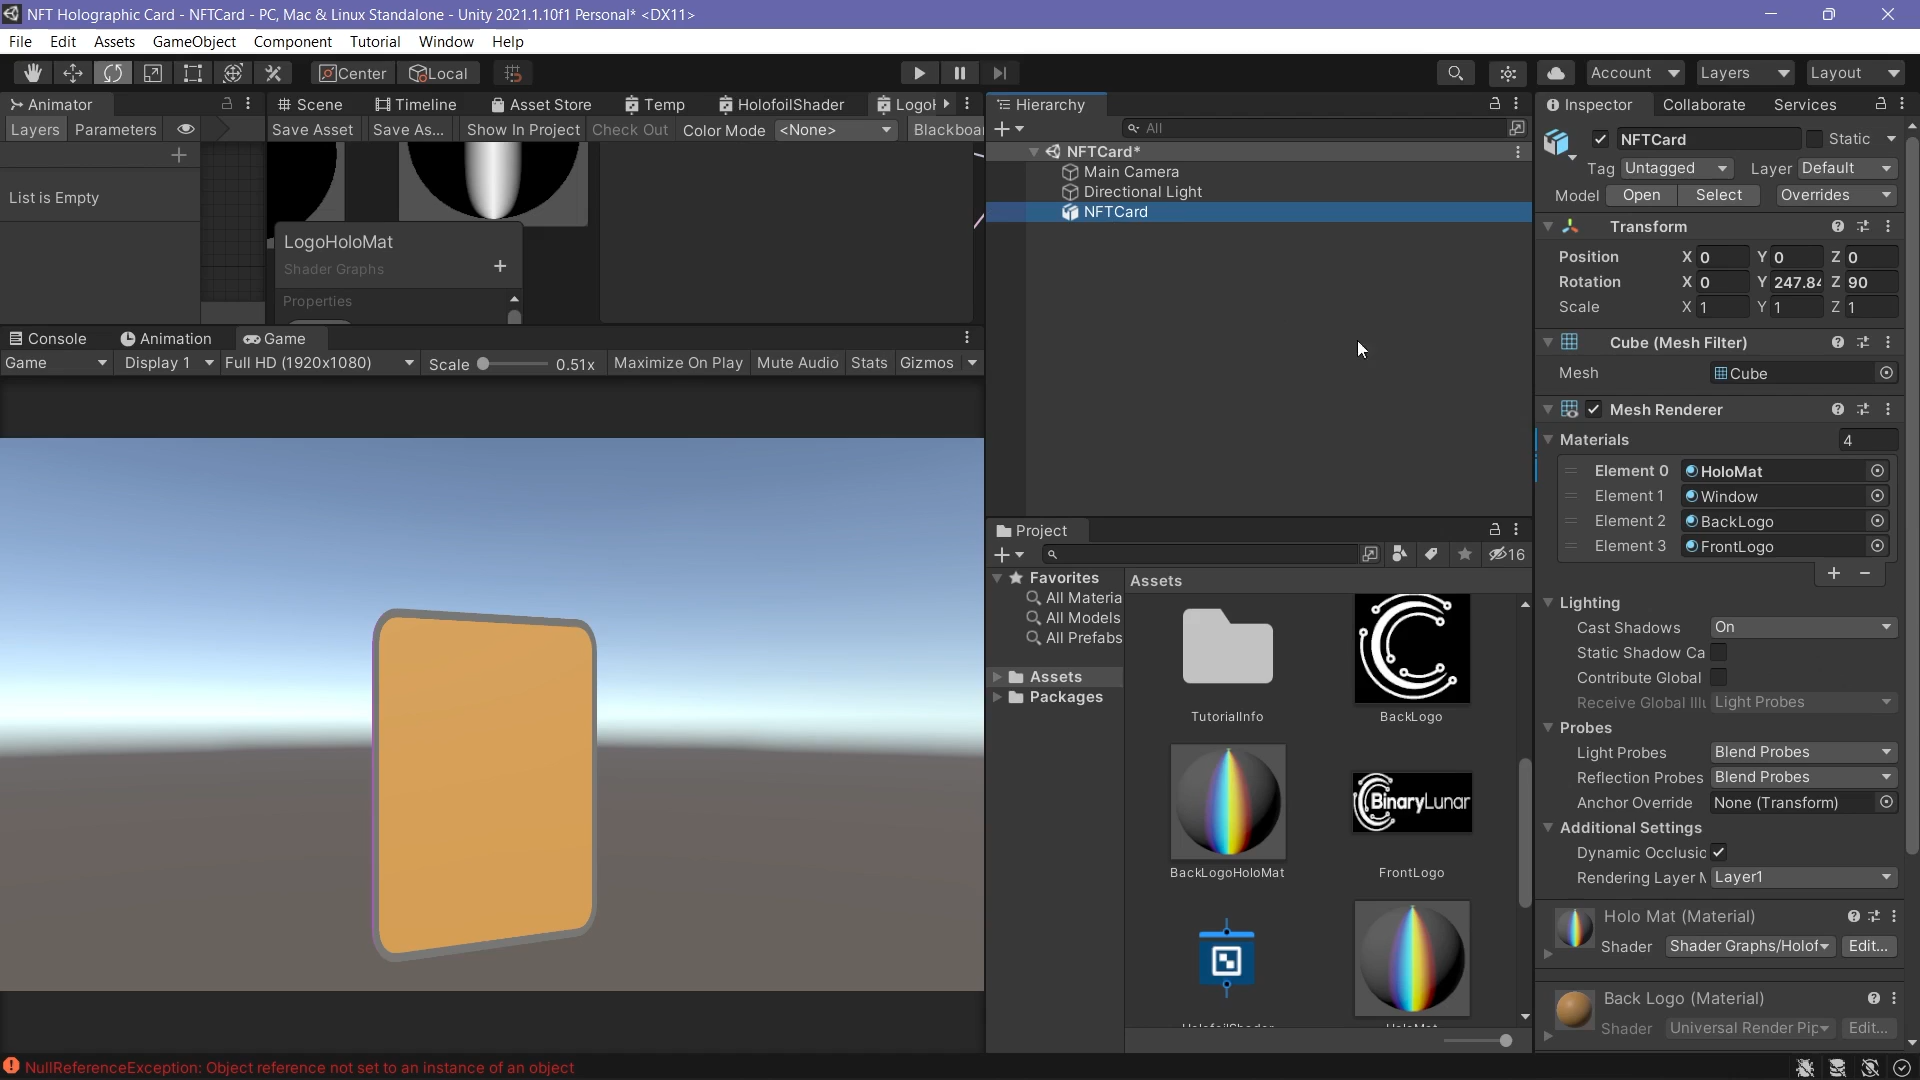 NFT Holographic Card - NFTCard - PC, Mac & Linux Standalone - Unity 2021.1.10f1 Personal* <DX11>
File Edit Assets GameObject Component Tutorial Window Help
Center Local Account Layers Layout
Animator Scene Timeline Asset Store Temp HolofoilShader LogoH
Layers Parameters Save Asset Save As... Show In Project Check Out Color Mode <None> Blackboa
List is Empty
LogoHoloMat
Shader Graphs
Properties
Console Animation Game
Game Display 1 Full HD (1920x1080) Scale 0.51x Maximize On Play Mute Audio Stats Gizmos
Hierarchy
All
NFTCard*
Main Camera
Directional Light
NFTCard
Project
16
Favorites
All Materia
All Models
All Prefabs
Assets
Packages
Assets
TutorialInfo
BackLogo
BackLogoHoloMat
BinaryLunar
FrontLogo
Inspector Collaborate Services
NFTCard Static
Tag Untagged Layer Default
Model Open Select Overrides
Transform
Position X 0 Y 0 Z 0
Rotation X 0 Y 247.84 Z 90
Scale X 1 Y 1 Z 1
Cube (Mesh Filter)
Mesh Cube
Mesh Renderer
Materials 4
Element 0 HoloMat
Element 1 Window
Element 2 BackLogo
Element 3 FrontLogo
Lighting
Cast Shadows On
Static Shadow Ca
Contribute Global
Receive Global Illu Light Probes
Probes
Light Probes Blend Probes
Reflection Probes Blend Probes
Anchor Override None (Transform)
Additional Settings
Dynamic Occlusic
Rendering Layer M Layer1
Holo Mat (Material)
Shader Shader Graphs/Holof Edit...
Back Logo (Material)
Shader Universal Render Pip Edit...
NullReferenceException: Object reference not set to an instance of an object